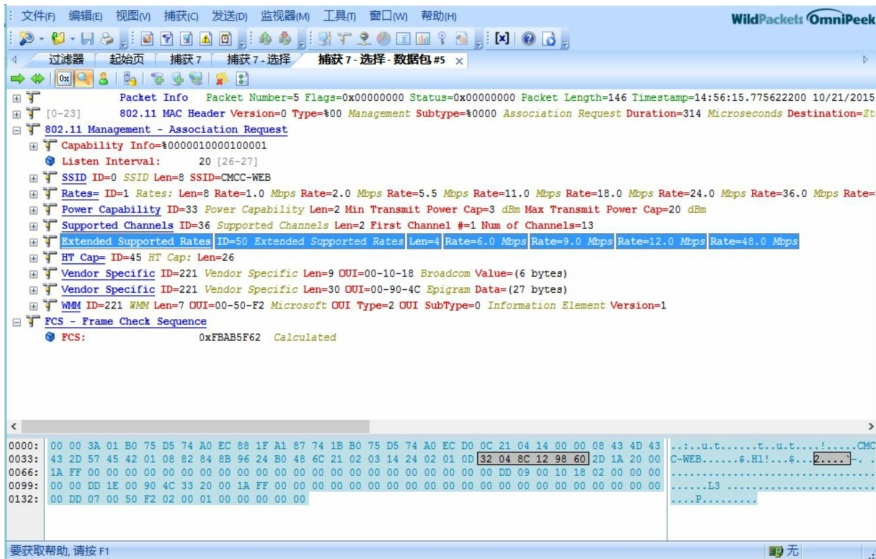 文件(F) 编辑(E) 视图(V) 捕获(C) 发送(D) 监视器(M) 工具(T) 窗口(W) 帮助(H)
WildPackets OmniPeek
过滤器 起始页 捕获 7 捕获 7 - 选择 捕获 7 - 选择 - 数据包 #5
Packet Info Packet Number=5 Flags=0x00000000 Status=0x00000000 Packet Length=146 Timestamp=14:56:15.775622200 10/21/2015
[0-23] 802.11 MAC Header Version=0 Type=%00 Management Subtype=%0000 Association Request Duration=314 Microseconds Destination=Zt
802.11 Management - Association Request
Capability Info=%0000010000100001
Listen Interval: 20 [26-27]
SSID ID=0 SSID Len=8 SSID=CMCC-WEB
Rates= ID=1 Rates: Len=8 Rate=1.0 Mbps Rate=2.0 Mbps Rate=5.5 Mbps Rate=11.0 Mbps Rate=18.0 Mbps Rate=24.0 Mbps Rate=36.0 Mbps Rate=
Power Capability ID=33 Power Capability Len=2 Min Transmit Power Cap=3 dBm Max Transmit Power Cap=20 dBm
Supported Channels ID=36 Supported Channels Len=2 First Channel #=1 Num of Channels=13
Extended Supported Rates ID=50 Extended Supported Rates Len=4 Rate=6.0 Mbps Rate=9.0 Mbps Rate=12.0 Mbps Rate=48.0 Mbps
HT Cap= ID=45 HT Cap: Len=26
Vendor Specific ID=221 Vendor Specific Len=9 OUI=00-10-18 Broadcom Value=(6 bytes)
Vendor Specific ID=221 Vendor Specific Len=30 OUI=00-90-4C Epigram Data=(27 bytes)
WMM ID=221 WMM Len=7 OUI=00-50-F2 Microsoft OUI Type=2 OUI SubType=0 Information Element Version=1
FCS - Frame Check Sequence
FCS: 0xFBAB5F62 Calculated
0000: 00 00 3A 01 B0 75 D5 74 A0 EC 88 1F A1 87 74 1B B0 75 D5 74 A0 EC D0 0C 21 04 14 00 00 08 43 4D 43 ..:..u.t......t..u.t....!.....CMC
0033: 43 2D 57 45 42 01 08 82 84 8B 96 24 B0 48 6C 21 02 03 14 24 02 01 0D 32 04 8C 12 98 60 2D 1A 20 00 C-WEB......$.Hl!...$...2....`-. .
0066: 1A FF 00 00 00 00 00 00 00 00 00 00 00 00 00 00 00 00 00 00 00 00 00 00 DD 09 00 10 18 02 00 00 00 .................................
0099: 00 00 DD 1E 00 90 4C 33 20 00 1A FF 00 00 00 00 00 00 00 00 00 00 00 00 00 00 00 00 00 00 00 00 00 ......L3 ........................
0132: 00 DD 07 00 50 F2 02 00 01 00 00 00 00 00 ....P.........
要获取帮助, 请按 F1
无